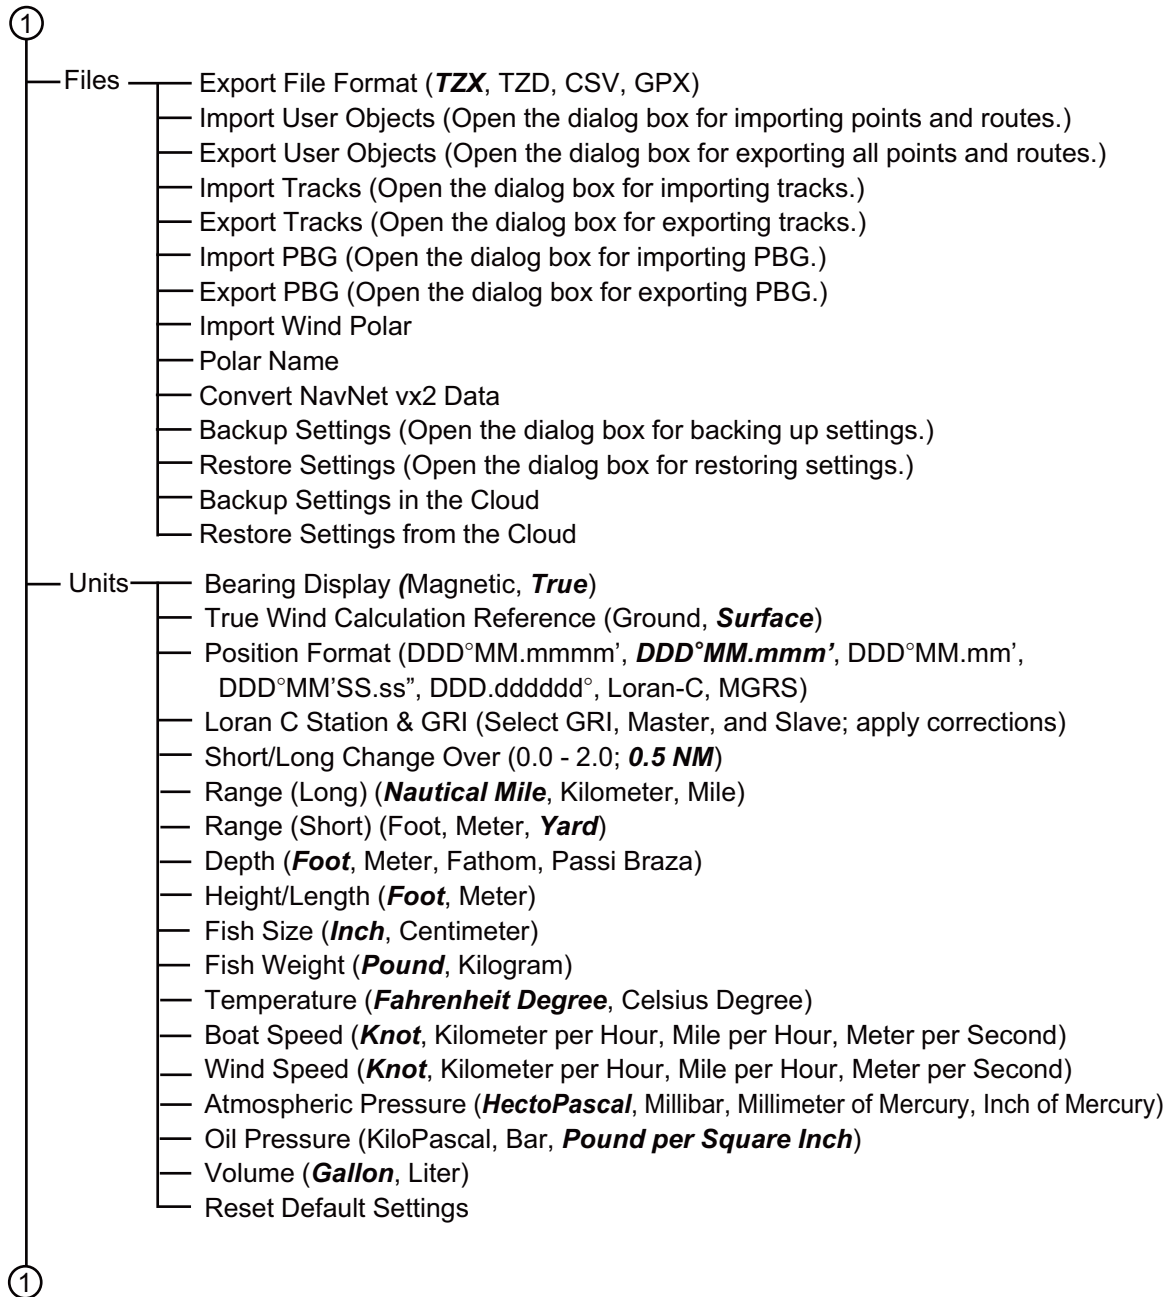 1
Files
Export File Format (TZX, TZD, CSV, GPX)
Import User Objects (Open the dialog box for importing points and routes.)
Export User Objects (Open the dialog box for exporting all points and routes.)
Import Tracks (Open the dialog box for importing tracks.)
Export Tracks (Open the dialog box for exporting tracks.)
Import PBG (Open the dialog box for importing PBG.)
Export PBG (Open the dialog box for exporting PBG.)
Import Wind Polar
Polar Name
Convert NavNet vx2 Data
Backup Settings (Open the dialog box for backing up settings.)
Restore Settings (Open the dialog box for restoring settings.)
Backup Settings in the Cloud
Restore Settings from the Cloud
Units
Bearing Display (Magnetic, True)
True Wind Calculation Reference (Ground, Surface)
Position Format (DDD°MM.mmmm’, DDD°MM.mmm’, DDD°MM.mm’,
DDD°MM’SS.ss”, DDD.dddddd°, Loran-C, MGRS)
Loran C Station & GRI (Select GRI, Master, and Slave; apply corrections)
Short/Long Change Over (0.0 - 2.0; 0.5 NM)
Range (Long) (Nautical Mile, Kilometer, Mile)
Range (Short) (Foot, Meter, Yard)
Depth (Foot, Meter, Fathom, Passi Braza)
Height/Length (Foot, Meter)
Fish Size (Inch, Centimeter)
Fish Weight (Pound, Kilogram)
Temperature (Fahrenheit Degree, Celsius Degree)
Boat Speed (Knot, Kilometer per Hour, Mile per Hour, Meter per Second)
Wind Speed (Knot, Kilometer per Hour, Mile per Hour, Meter per Second)
Atmospheric Pressure (HectoPascal, Millibar, Millimeter of Mercury, Inch of Mercury)
Oil Pressure (KiloPascal, Bar, Pound per Square Inch)
Volume (Gallon, Liter)
Reset Default Settings
1